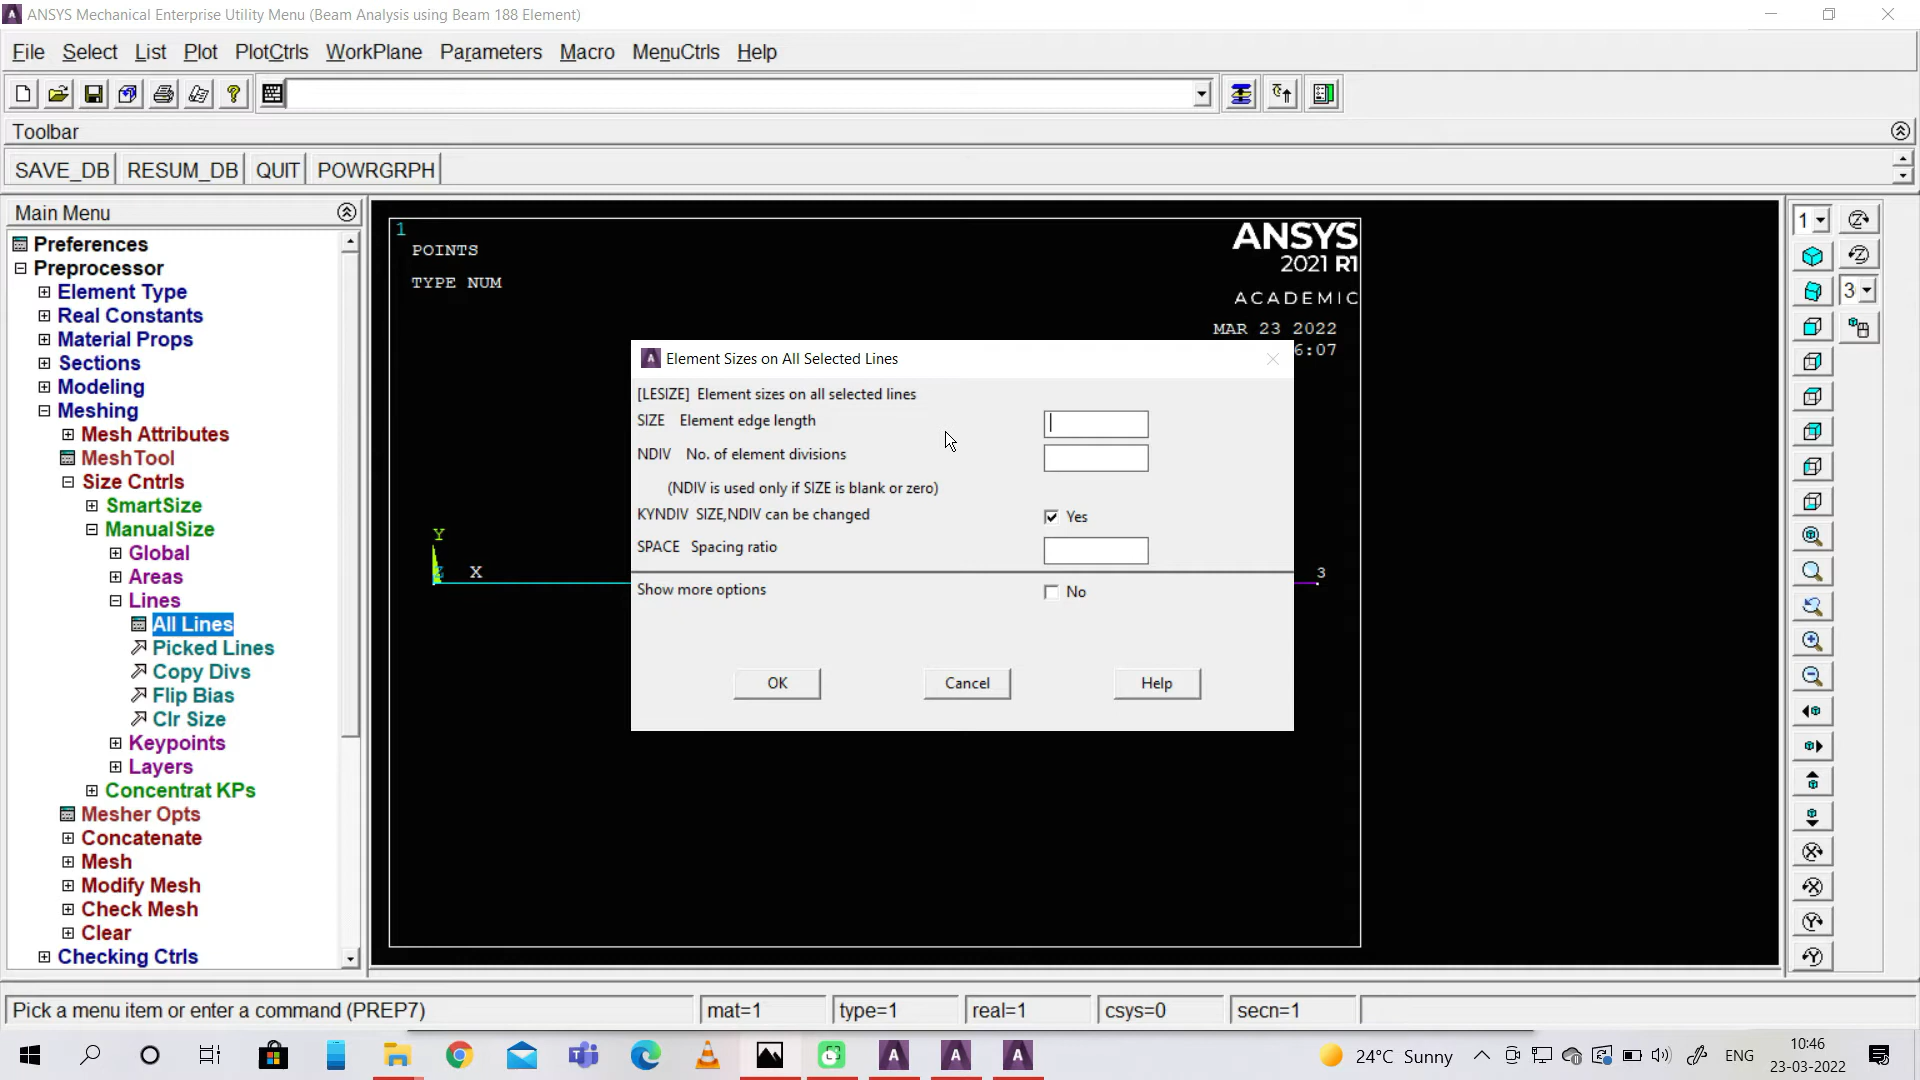 ANSYS Mechanical Enterprise Utility Menu (Beam Analysis using Beam 188 Element)
File Select List Plot PlotCtrls WorkPlane Parameters Macro MenuCtrls Help
Toolbar
SAVE_DB RESUM_DB QUIT POWRGRPH
Main Menu
Preferences
Preprocessor
Element Type
Real Constants
Material Props
Sections
Modeling
Meshing
Mesh Attributes
MeshTool
Size Cntrls
SmartSize
ManualSize
Global
Areas
Lines
All Lines
Picked Lines
Copy Divs
Flip Bias
Clr Size
Keypoints
Layers
Concentrat KPs
Mesher Opts
Concatenate
Mesh
Modify Mesh
Check Mesh
Clear
Checking Ctrls
1
POINTS
TYPE NUM
ANSYS
2021 R1
ACADEMIC
MAR 23 2022
6:07
Y
X
3
Element Sizes on All Selected Lines
[LESIZE] Element sizes on all selected lines
SIZE Element edge length
NDIV No. of element divisions
(NDIV is used only if SIZE is blank or zero)
KYNDIV SIZE,NDIV can be changed
Yes
SPACE Spacing ratio
Show more options
No
OK Cancel Help
1
3
Pick a menu item or enter a command (PREP7) mat=1 type=1 real=1 csys=0 secn=1
24°C Sunny ENG
10:46
23-03-2022